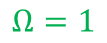 Ω = 1